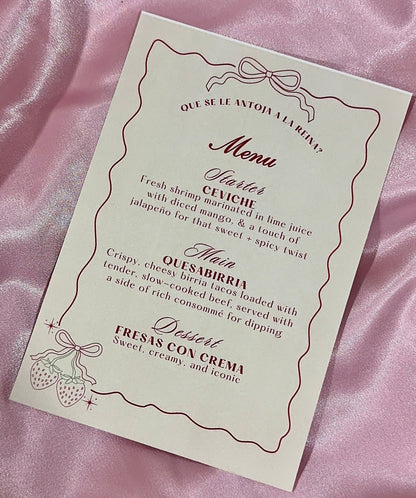 QUE SE LE ANTOJA A LA REINA?
Menu
Starter
CEVICHE
Fresh shrimp marinated in lime juice
with diced mango, & a touch of
jalapeño for that sweet + spicy twist
Main
QUESABIRRIA
Crispy, cheesy birria tacos loaded with
tender, slow-cooked beef, served with
a side of rich consommé for dipping
Dessert
FRESAS CON CREMA
Sweet, creamy, and iconic